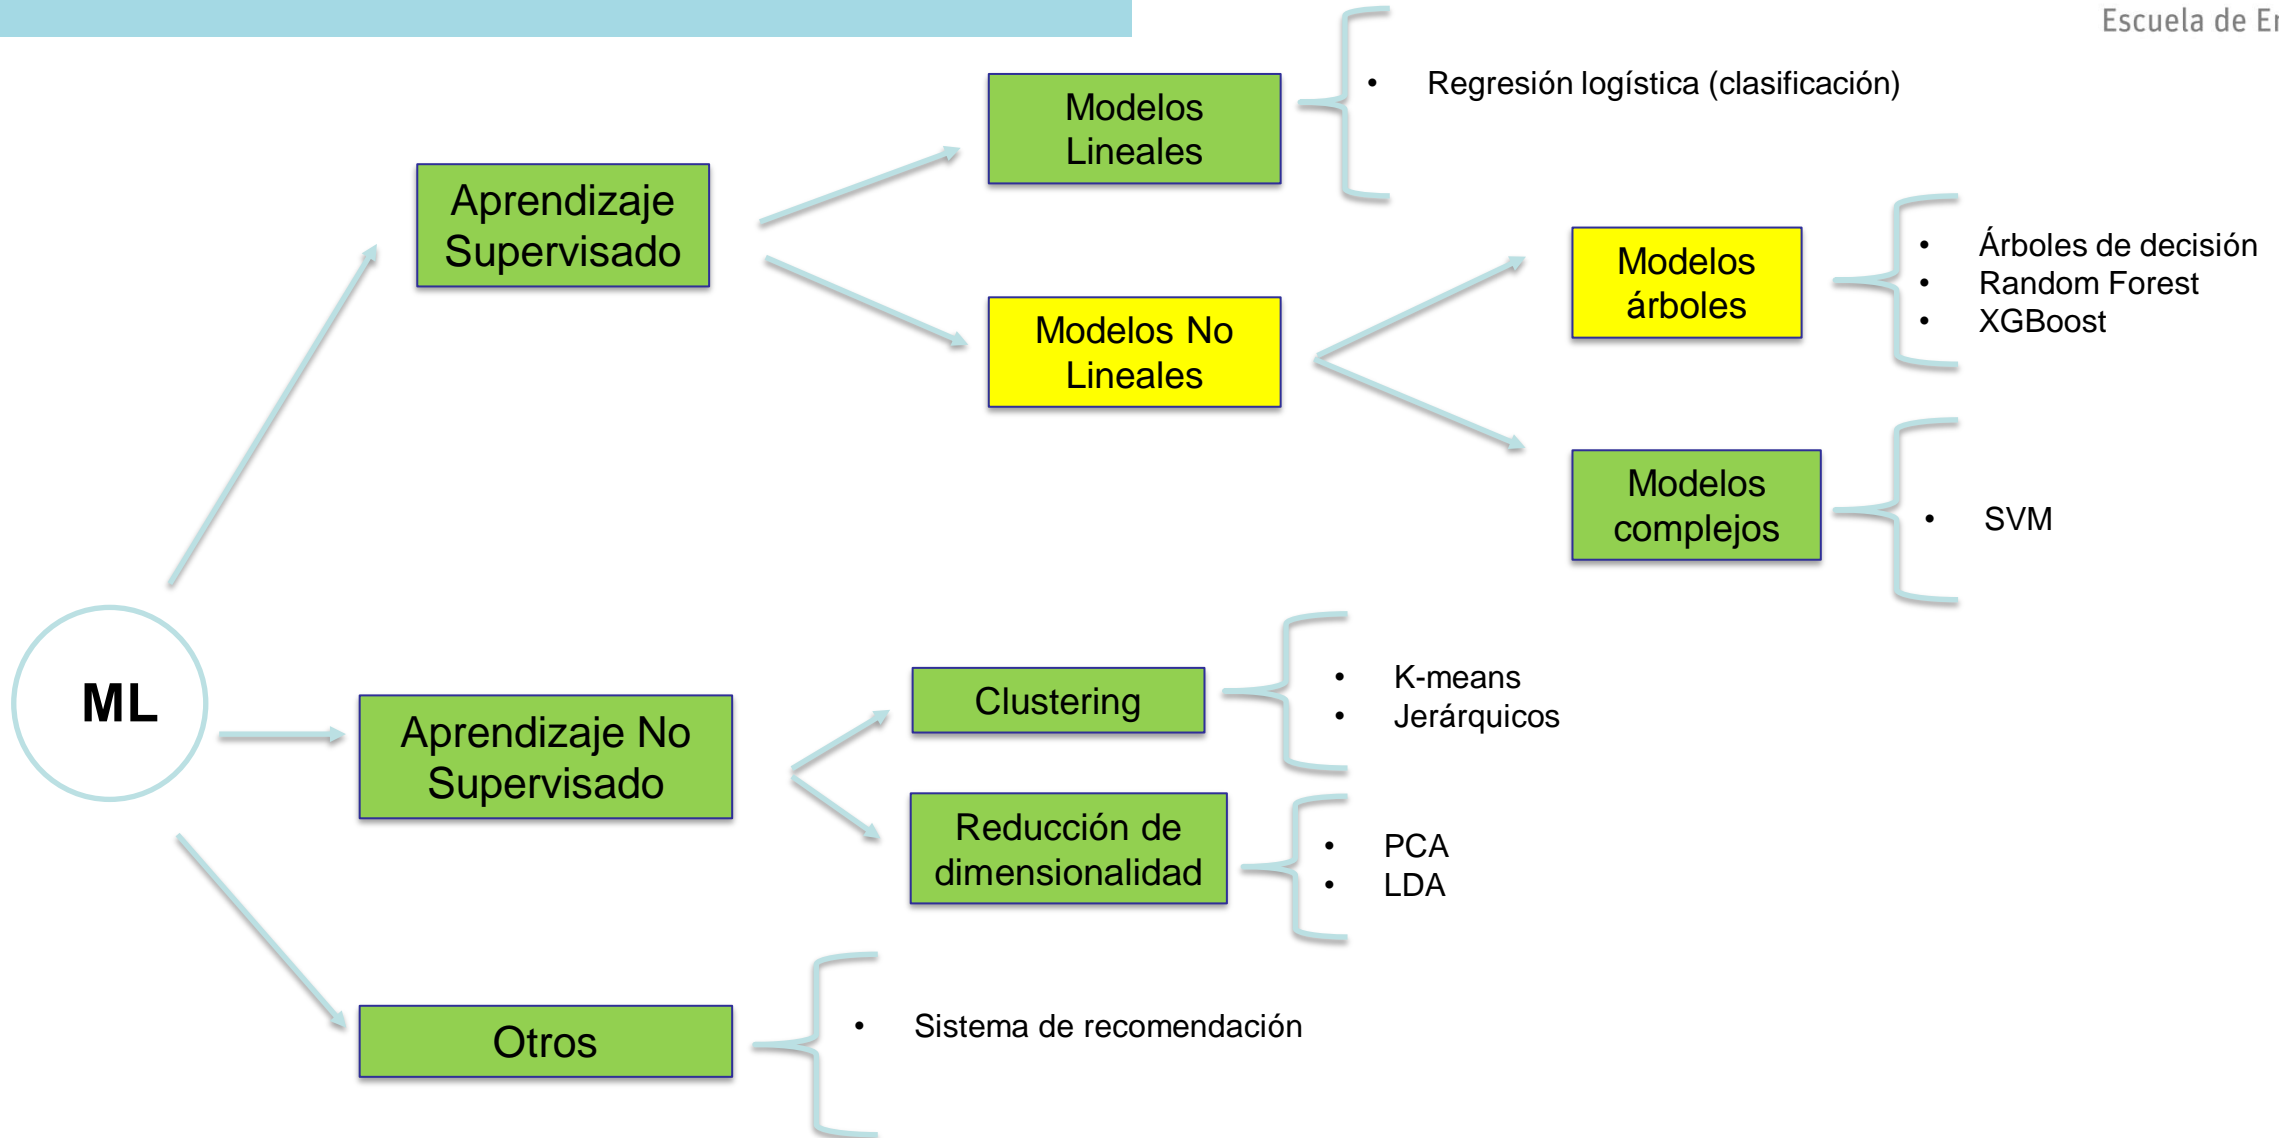 Escuela de
Modelos
Lineales
• Regresión logística (clasificación)
Aprendizaje
Supervisado
Modelos No
Lineales
Modelos
árboles
• Árboles de decisión
• Random Forest
• XGBoost
Modelos
complejos
• SVM
ML
Aprendizaje No
Supervisado
Clustering
• K-means
• Jerárquicos
Reducción de
dimensionalidad
• PCA
• LDA
Otros
• Sistema de recomendación